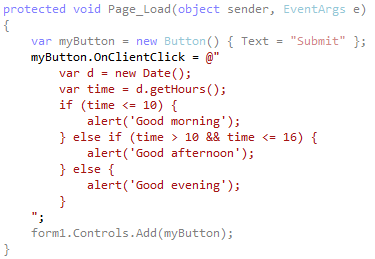 protected void Page_Load(object sender, EventArgs e)
{
    var myButton = new Button() { Text = "Submit" };
    myButton.OnClientClick = @"
        var d = new Date();
        var time = d.getHours();
        if (time <= 10) {
            alert('Good morning');
        } else if (time > 10 && time <= 16) {
            alert('Good afternoon');
        } else {
            alert('Good evening');
        }
    ";
    form1.Controls.Add(myButton);
}